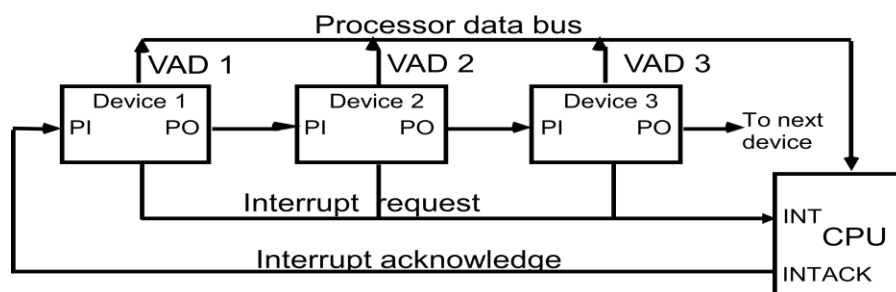 Processor data bus
VAD 1
VAD 2
VAD 3
Device 1
PI
PO
Device 2
PI
PO
Device 3
PI
PO
To next
device
Interrupt request
INT
CPU
Interrupt acknowledge
INTACK